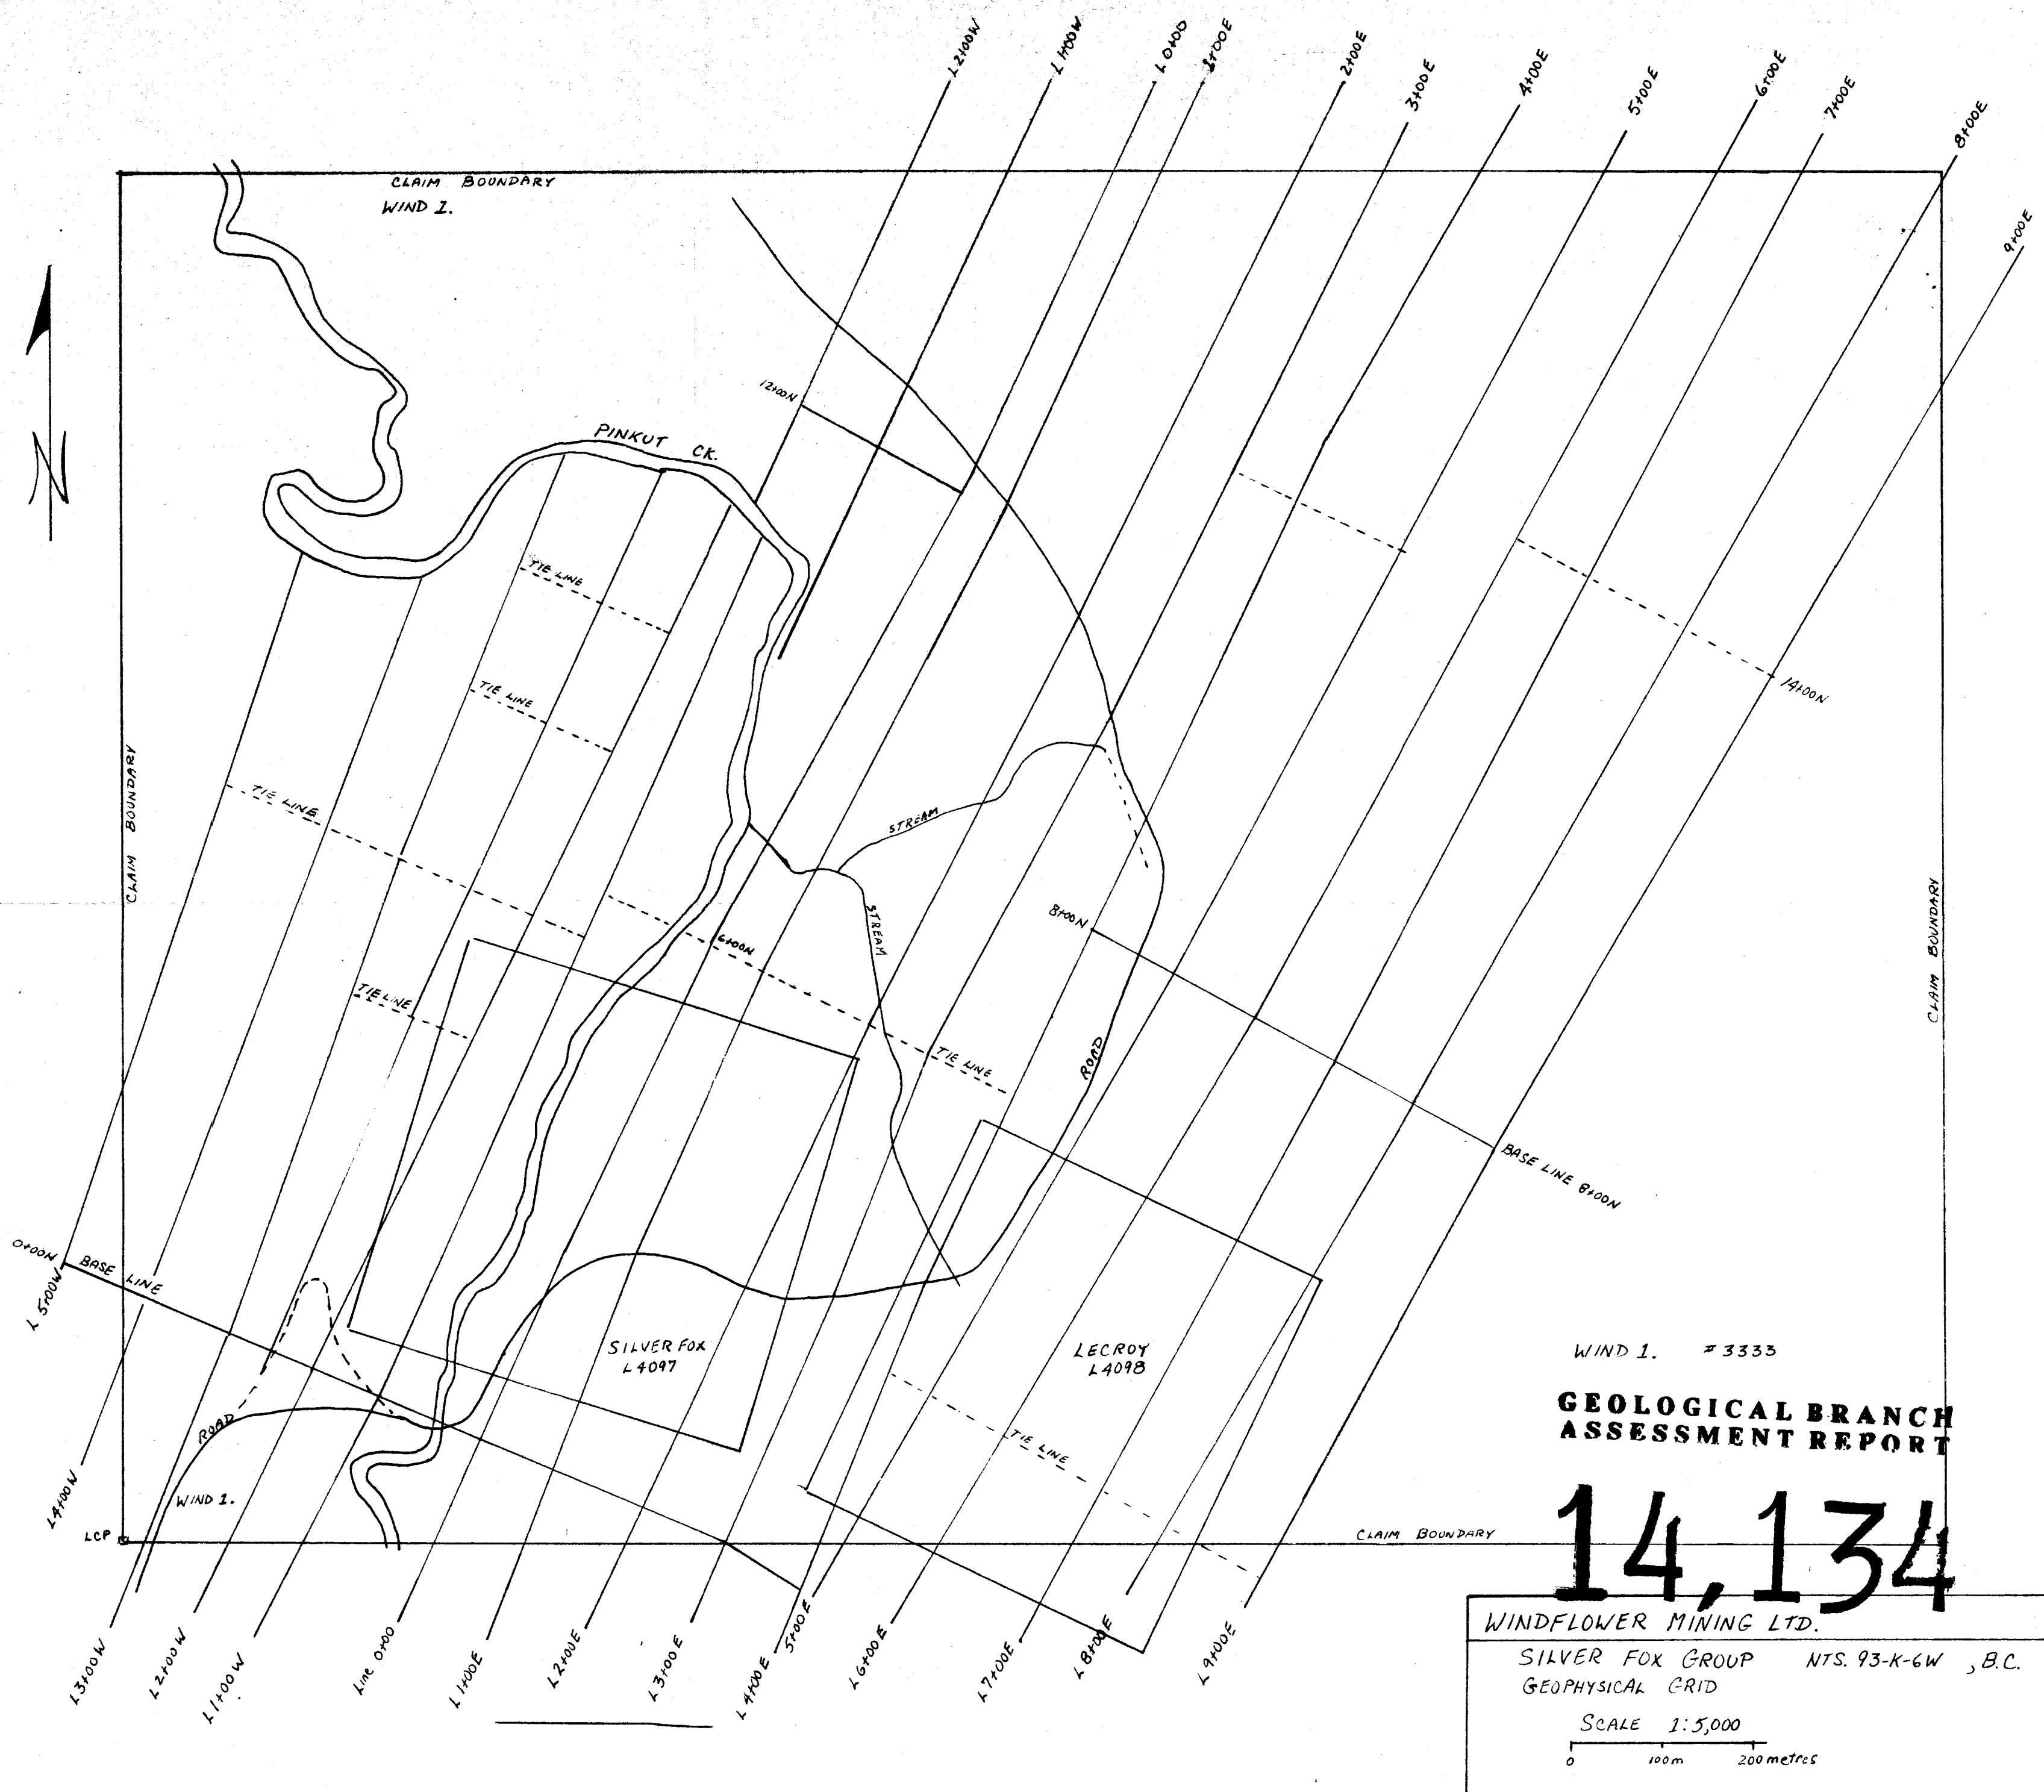 L 2+00W
L 1+00W
L 0+00
1+00E
2+00E
3+00E
4+00E
5+00E
6+00E
7+00E
8+00E
9+00E
CLAIM BOUNDARY
WIND 1.
N
12+00N
PINKUT CK.
TIE LINE
TIE LINE
14+00N
CLAIM BOUNDARY
TIE LINE
STREAM
STREAM
8+00N
6+00N
CLAIM BOUNDARY
TIE LINE
TIE LINE
ROAD
BASE LINE 8+00N
0+00N
BASE LINE
L 5+00W
SILVER FOX
L4097
LECROY
L4098
WIND 1. #3333
GEOLOGICAL BRANCH
ASSESSMENT REPORT
14,134
ROAD
TIE LINE
L4+00W
WIND 1.
LCP
CLAIM BOUNDARY
L3+00W
L2+00W
L1+00W
Line 0+00
L1+00E
L2+00E
L3+00E
L4+00E
5+00E
L6+00E
L7+00E
L8+00E
L9+00E
WINDFLOWER MINING LTD.
SILVER FOX GROUP NTS. 93-K-6W , B.C.
GEOPHYSICAL GRID
SCALE 1:5,000
0 100m 200 metres